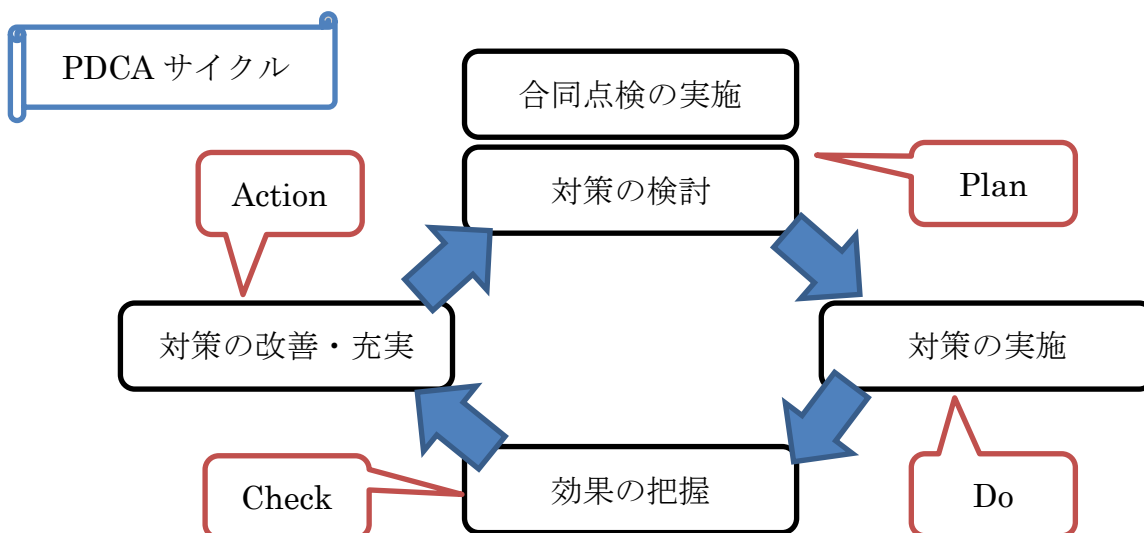 PDCA サイクル
合同点検の実施
対策の検討
Plan
Action
対策の改善・充実
対策の実施
Check
効果の把握
Do